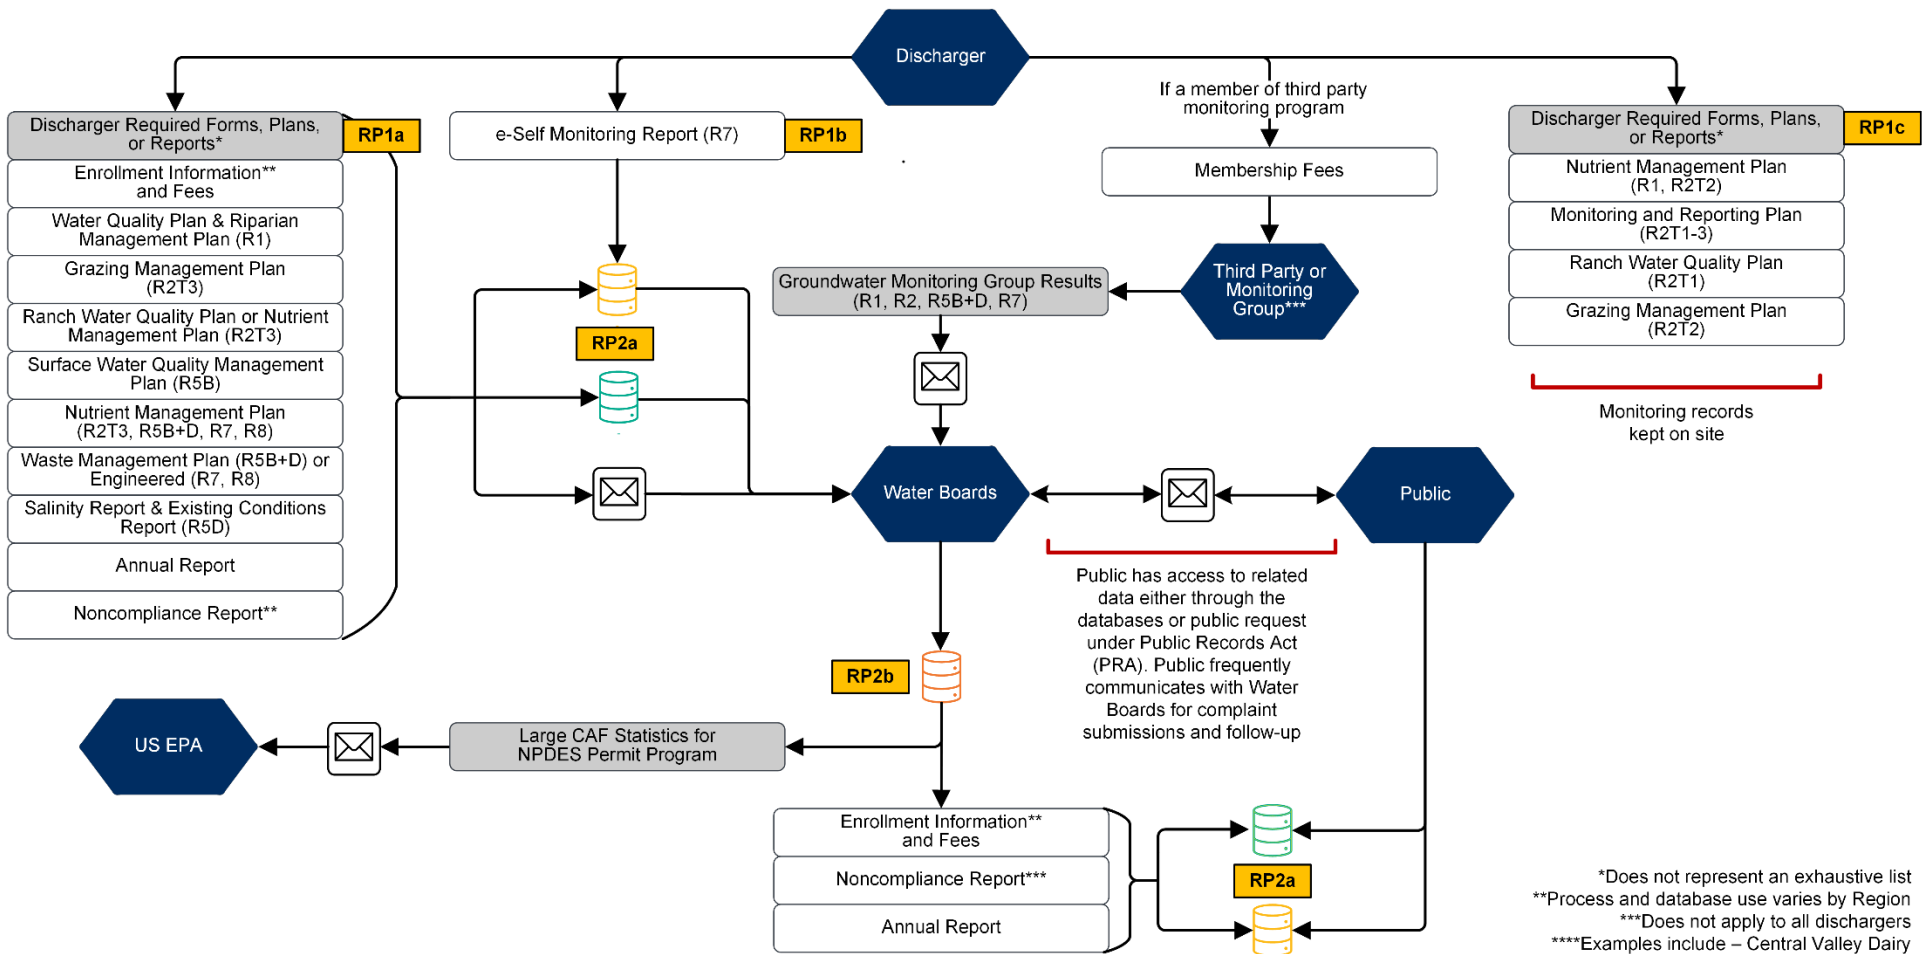 Discharger
If a member of third party
monitoring program
Discharger Required Forms, Plans,
or Reports*
RP1a
Enrollment Information**
and Fees
Water Quality Plan & Riparian
Management Plan (R1)
Grazing Management Plan
(R2T3)
Ranch Water Quality Plan or Nutrient
Management Plan (R2T3)
Surface Water Quality Management
Plan (R5B)
Nutrient Management Plan
(R2T3, R5B+D, R7, R8)
Waste Management Plan (R5B+D) or
Engineered (R7, R8)
Salinity Report & Existing Conditions
Report (R5D)
Annual Report
Noncompliance Report**
e-Self Monitoring Report (R7)
RP1b
RP2a
Membership Fees
Third Party or
Monitoring
Group***
Groundwater Monitoring Group Results
(R1, R2, R5B+D, R7)
Discharger Required Forms, Plans,
or Reports*
RP1c
Nutrient Management Plan
(R1, R2T2)
Monitoring and Reporting Plan
(R2T1-3)
Ranch Water Quality Plan
(R2T1)
Grazing Management Plan
(R2T2)
Monitoring records
kept on site
Water Boards
Public
Public has access to related
data either through the
databases or public request
under Public Records Act
(PRA). Public frequently
communicates with Water
Boards for complaint
submissions and follow-up
RP2b
US EPA
Large CAF Statistics for
NPDES Permit Program
Enrollment Information**
and Fees
Noncompliance Report***
Annual Report
RP2a
*Does not represent an exhaustive list
**Process and database use varies by Region
***Does not apply to all dischargers
****Examples include – Central Valley Dairy